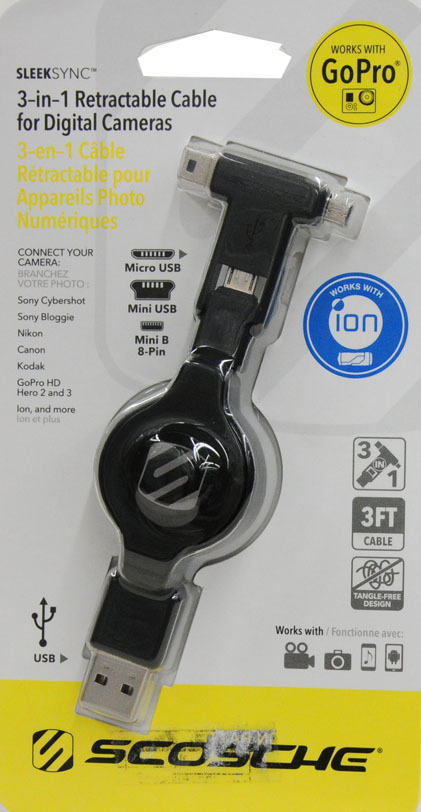 WORKS WITH
GoPro®
SLEEKSYNC™
3-in-1 Retractable Cable
for Digital Cameras
3-en-1 Câble
Rétractable pour
Appareils Photo
Numériques
CONNECT YOUR
CAMERA:
BRANCHEZ
VOTRE PHOTO :
Sony Cybershot
Sony Bloggie
Nikon
Canon
Kodak
GoPro HD
Hero 2 and 3
Ion, and more
Ion et plus
Micro USB
Mini USB
Mini B
8-Pin
WORKS WITH
ion
3 IN 1
3FT
CABLE
TANGLE-FREE
DESIGN
USB
Works with / Fonctionne avec:
SCOSCHE®